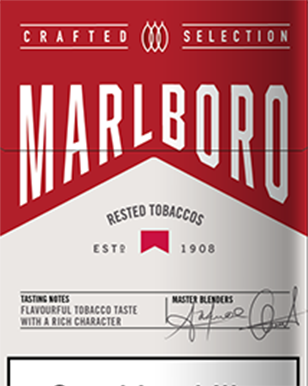 CRAFTED SELECTION
MARLBORO
RESTED TOBACCOS
ESTD 1908
TASTING NOTES
FLAVOURFUL TOBACCO TASTE
WITH A RICH CHARACTER
MASTER BLENDERS